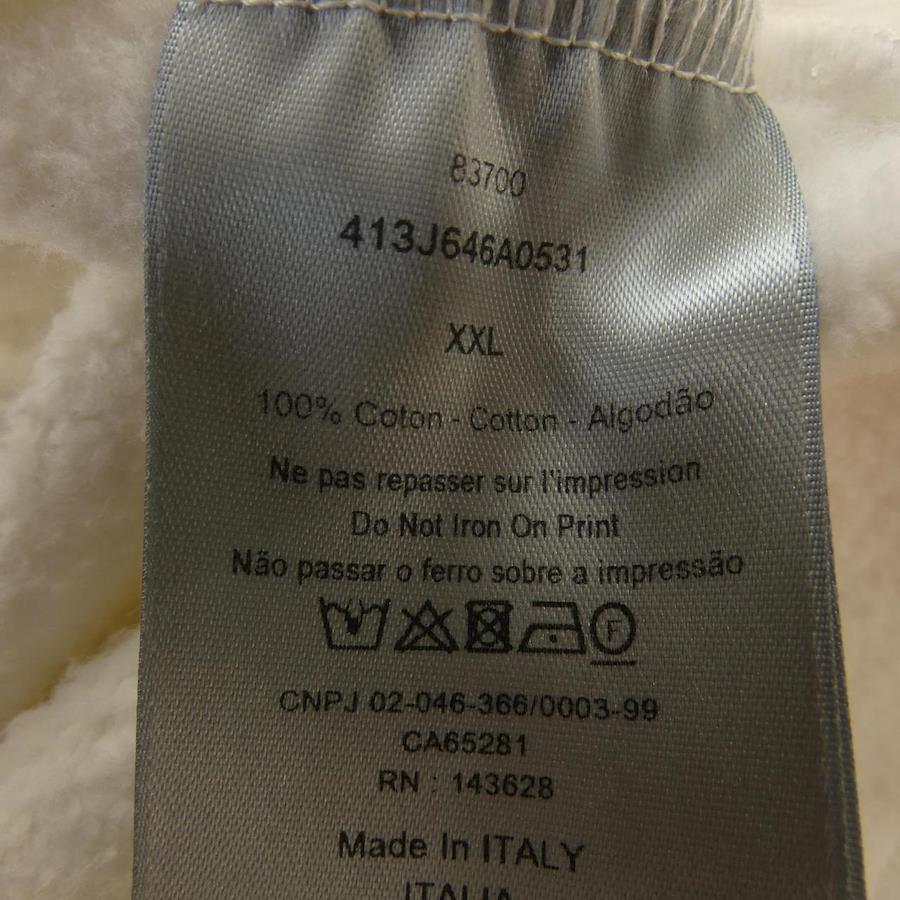 83700
413J646A0531
XXL
100% Coton - Cotton - Algodão
Ne pas repasser sur l'impression
Do Not Iron On Print
Não passar o ferro sobre a impressão
F
CNPJ 02-046-366/0003-99
CA65281
RN : 143628
Made In ITALY
ITALIA